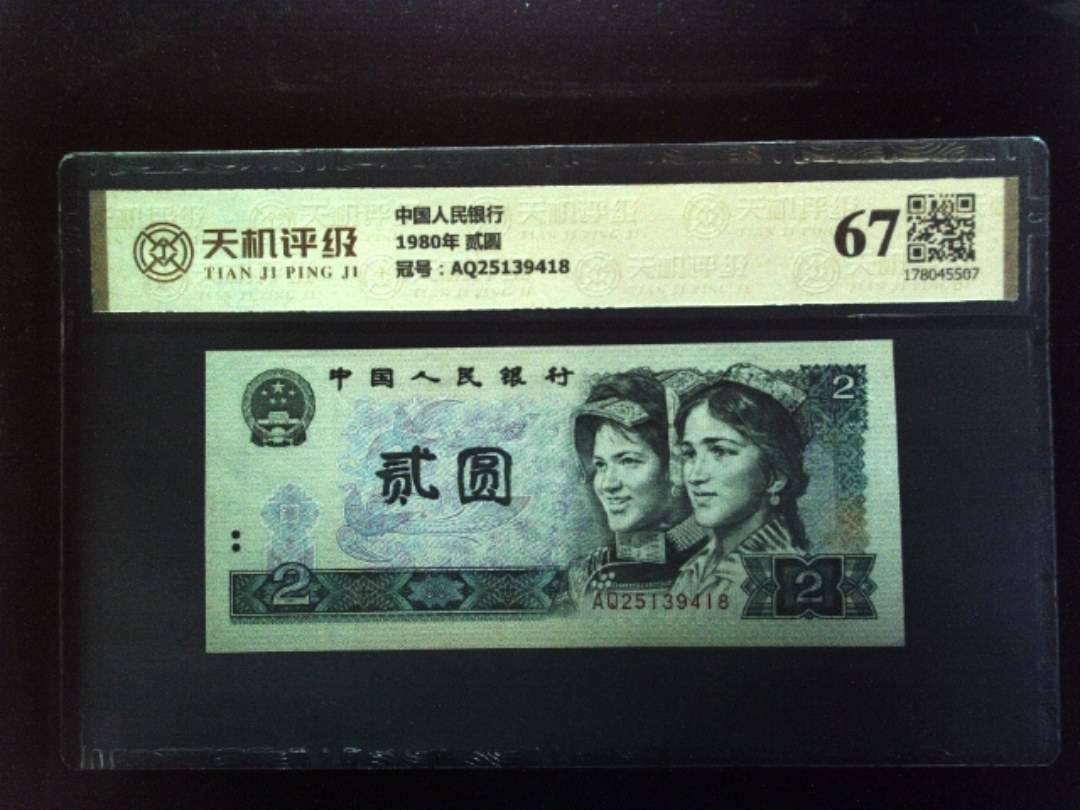 天机评级
TIAN JI PING JI
中国人民银行
1980年 贰圆
冠号：AQ25139418
67
178045507
中国人民银行
2
贰圆
2
AQ25139418
2